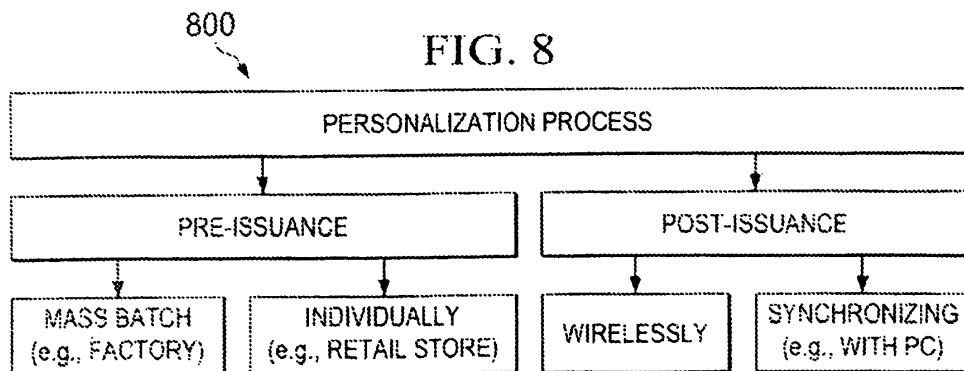 800
FIG. 8
PERSONALIZATION PROCESS
PRE-ISSUANCE
POST-ISSUANCE
MASS BATCH
(e.g., FACTORY)
INDIVIDUALLY
(e.g., RETAIL STORE)
WIRELESSLY
SYNCHRONIZING
(e.g., WITH PC)